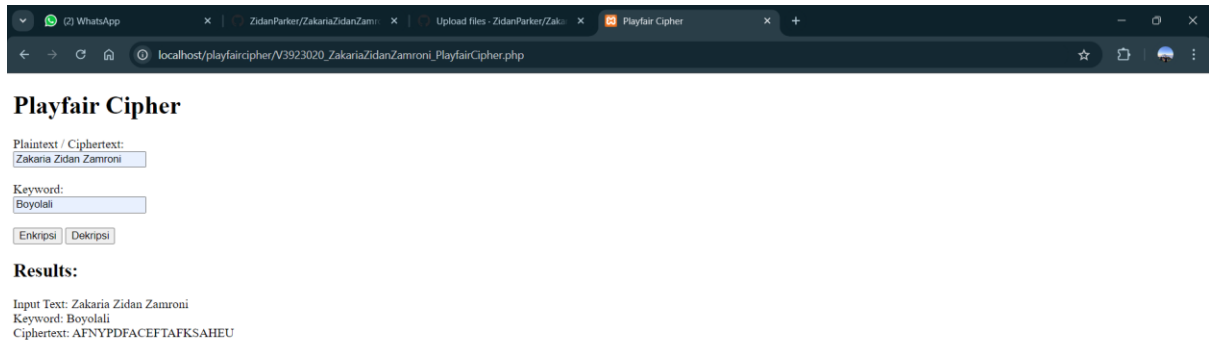 (2) WhatsApp
ZidanParker/ZakariaZidanZamr
Upload files · ZidanParker/Zaka
Playfair Cipher
localhost/playfaircipher/V3923020_ZakariaZidanZamroni_PlayfairCipher.php
Playfair Cipher
Plaintext / Ciphertext:
Zakaria Zidan Zamroni
Keyword:
Boyolali
Enkripsi Dekripsi
Results:
Input Text: Zakaria Zidan Zamroni
Keyword: Boyolali
Ciphertext: AFNYPDFACEFTAFKSAHEU